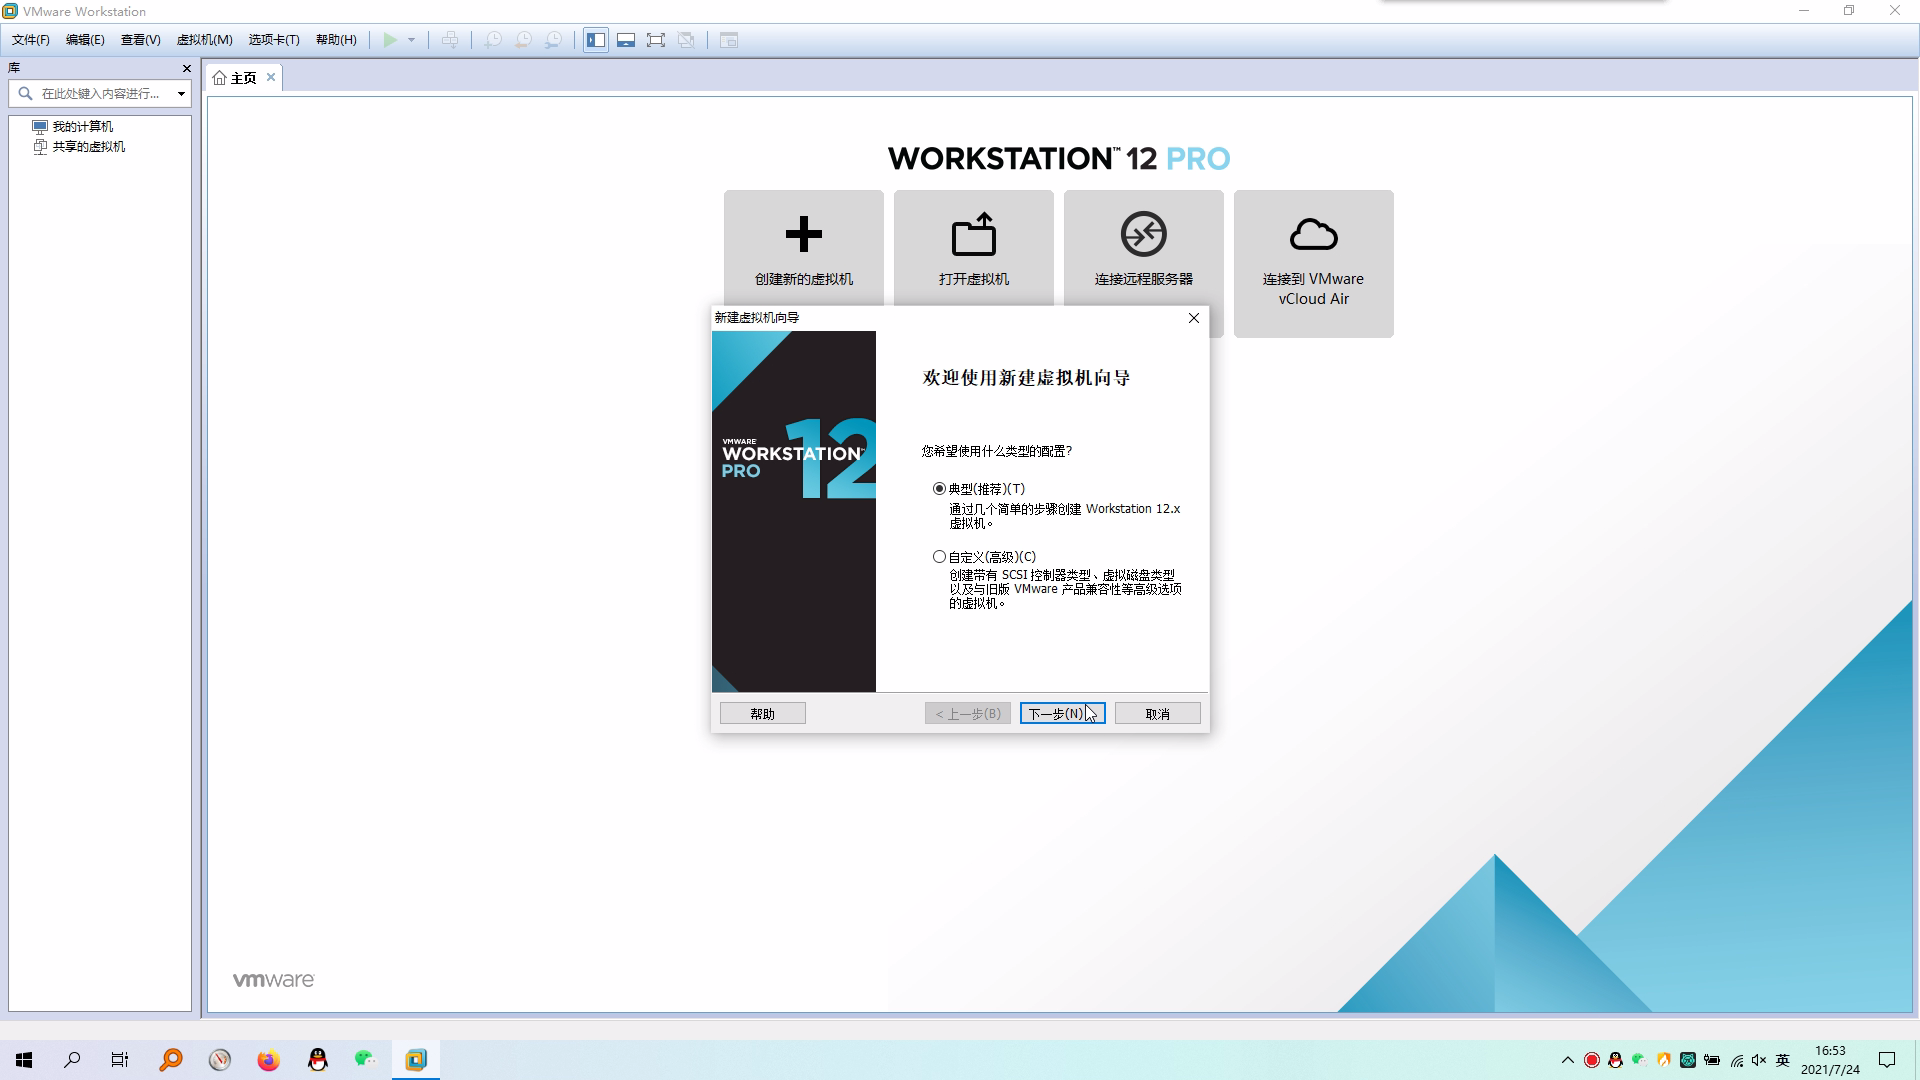 VMware Workstation
文件(F) 编辑(E) 查看(V) 虚拟机(M) 选项卡(T) 帮助(H)
库
主页
在此处键入内容进行...
我的计算机
共享的虚拟机
WORKSTATION™ 12 PRO
创建新的虚拟机
打开虚拟机
连接远程服务器
连接到 VMware
vCloud Air
新建虚拟机向导
VMWARE
WORKSTATION™
PRO
12
欢迎使用新建虚拟机向导
您希望使用什么类型的配置?
典型(推荐)(T)
通过几个简单的步骤创建 Workstation 12.x
虚拟机。
自定义(高级)(C)
创建带有 SCSI 控制器类型、虚拟磁盘类型
以及与旧版 VMware 产品兼容性等高级选项
的虚拟机。
帮助
< 上一步(B)
下一步(N)
取消
vmware
英
16:53
2021/7/24